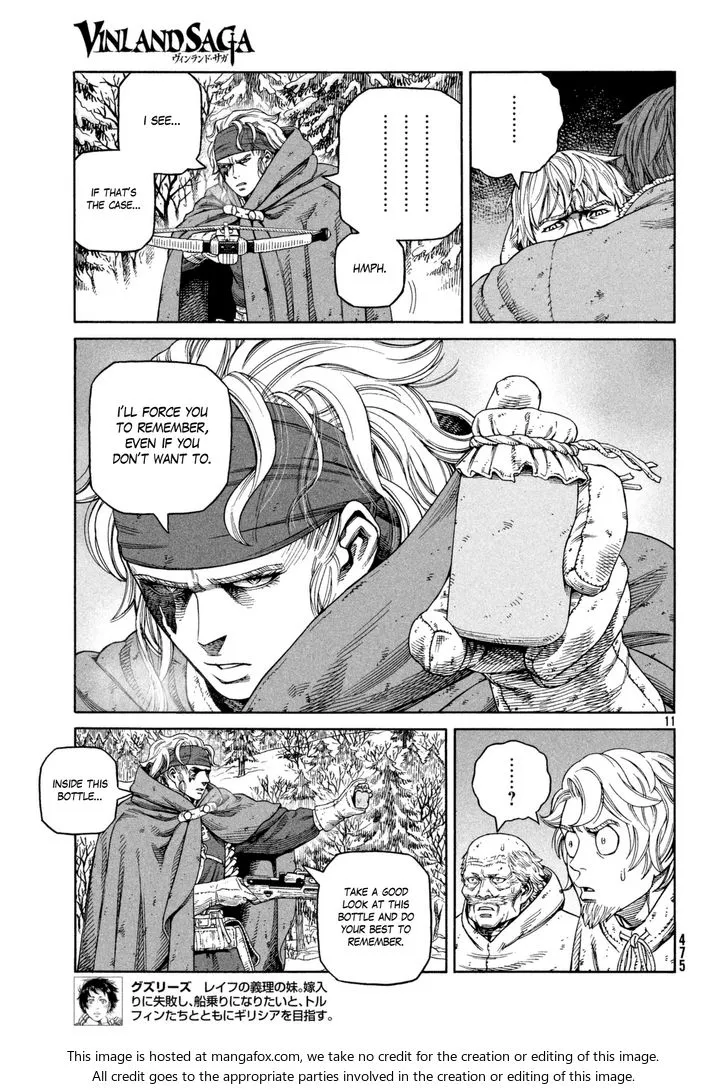 VINLAND SAGA
ヴィンランド・サガ
......
......
......
......
HMPH.
I SEE...
IF THAT'S
THE CASE...
I'LL FORCE YOU
TO REMEMBER,
EVEN IF YOU
DON'T WANT TO.
11
......?
INSIDE THIS
BOTTLE...
TAKE A GOOD
LOOK AT THIS
BOTTLE AND DO
YOUR BEST TO
REMEMBER.
475
グズリーズ　レイフの義理の妹。嫁入
りに失敗し、船乗りになりたいと、トル
フィンたちとともにギリシアを目指す。
This image is hosted at mangafox.com, we take no credit for the creation or editing of this image.
All credit goes to the appropriate parties involved in the creation or editing of this image.